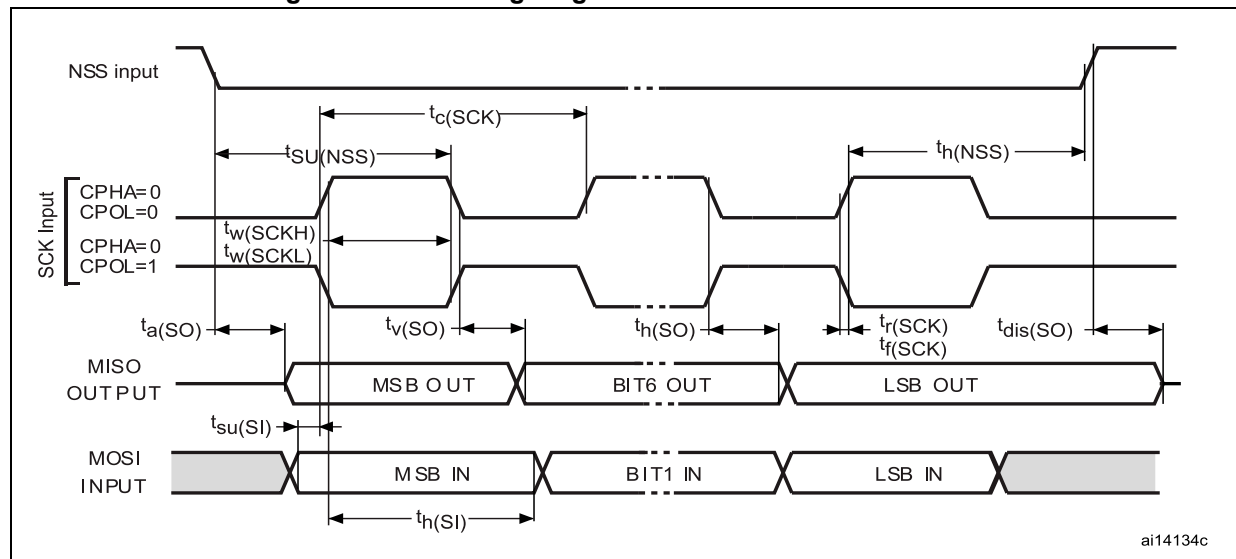 NSS input
tc(SCK)
tSU(NSS)
th(NSS)
SCK Input
CPHA=0
CPOL=0
CPHA=0
CPOL=1
tw(SCKH)
tw(SCKL)
ta(SO)
tv(SO)
th(SO)
tr(SCK)
tf(SCK)
tdis(SO)
MISO
OUTPUT
MSB OUT
BIT6 OUT
LSB OUT
tsu(SI)
MOSI
INPUT
MSB IN
BIT1 IN
LSB IN
th(SI)
ai14134c